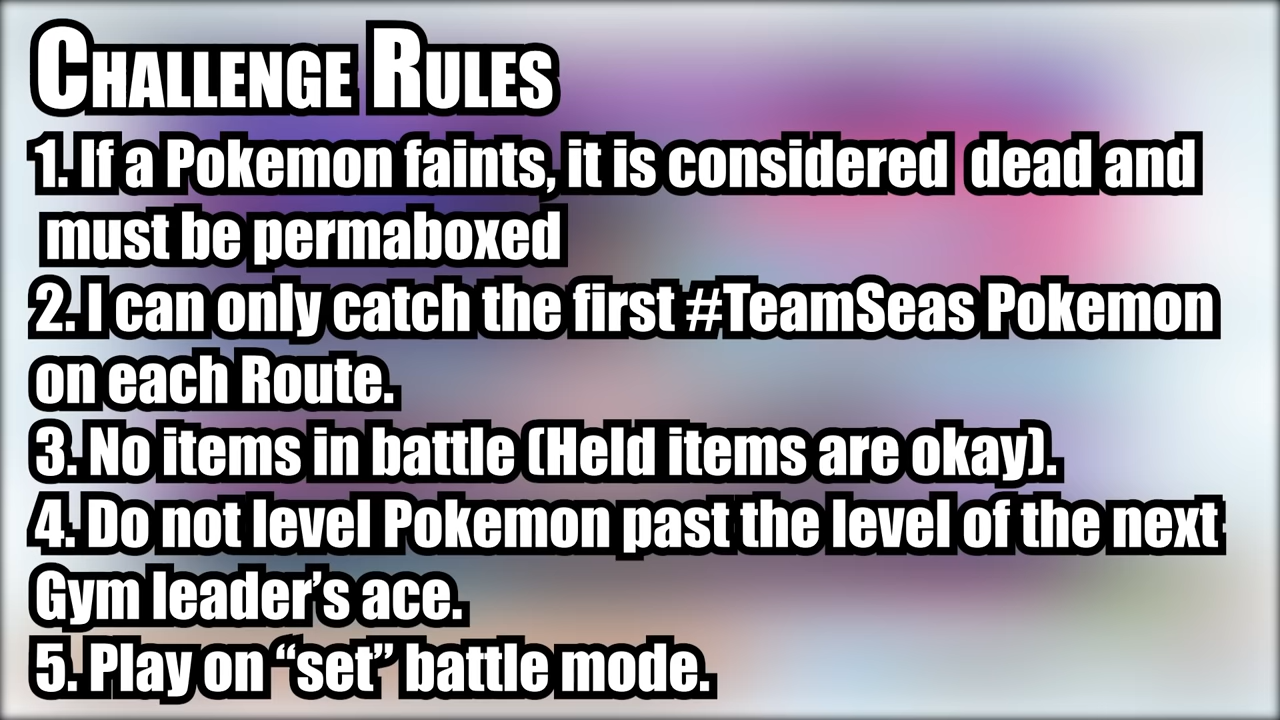 Challenge Rules
1. If a Pokemon faints, it is considered  dead and
must be permaboxed
2. I can only catch the first #TeamSeas Pokemon
on each Route.
3. No items in battle (Held items are okay).
4. Do not level Pokemon past the level of the next
Gym leader’s ace.
5. Play on “set” battle mode.